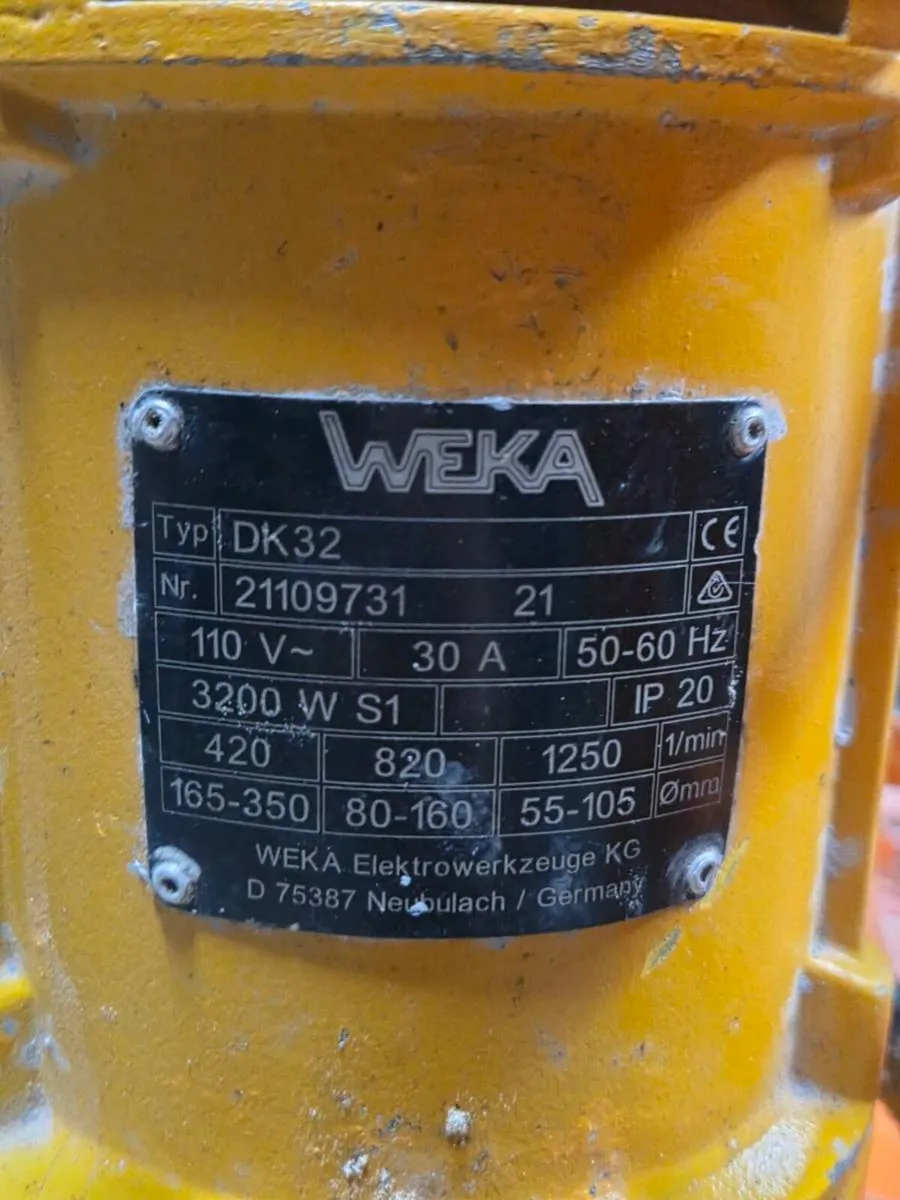 WEKA
Typ DK32 CE
Nr. 21109731 21
110 V~ 30 A 50-60 Hz
3200 W S1 IP 20
420 820 1250 1/min
165-350 80-160 55-105 Ømm
WEKA Elektrowerkzeuge KG
D 75387 Neubulach / Germany